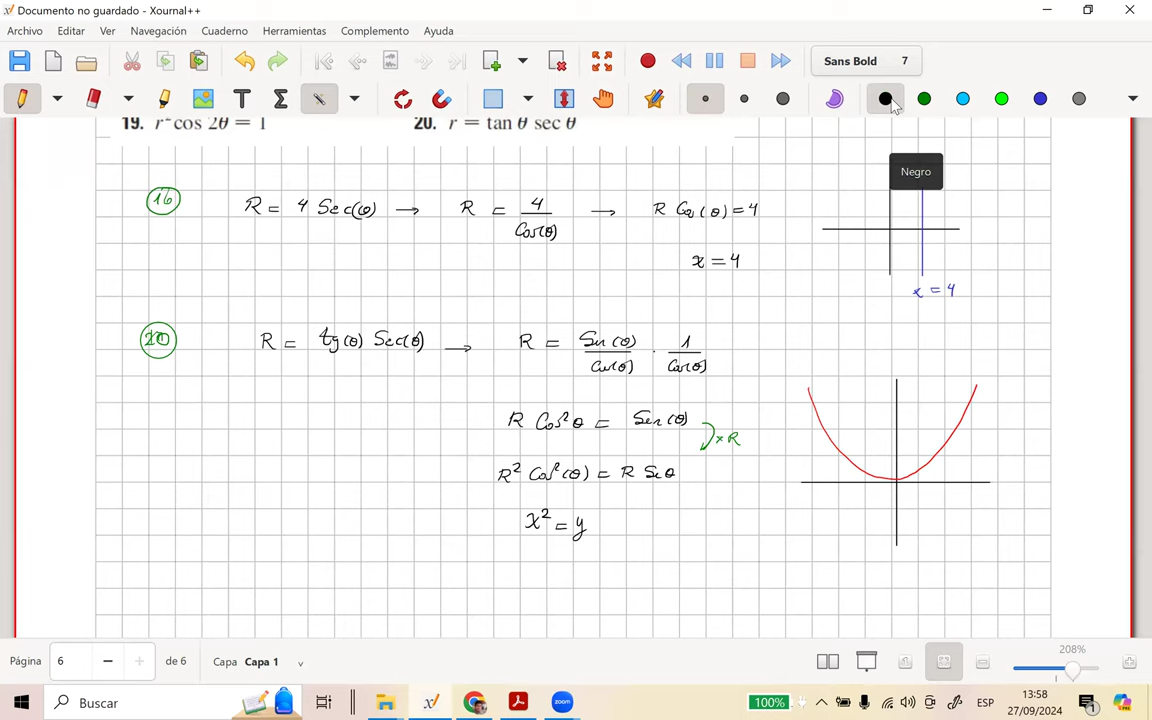 Documento no guardado - Xournal++
Archivo Editar Ver Navegación Cuaderno Herramientas Complemento Ayuda
Sans Bold 7
19. r² cos 2θ = 1 20. r = tan θ sec θ
Negro
16 R = 4 Sec(θ) → R = 4/Cos(θ) → R Cos(θ) = 4
x = 4
x = 4
20 R = tg(θ) Sec(θ) → R = Sen(θ)/Cos(θ) · 1/Cos(θ)
R Cos²θ = Sen(θ)
×R
R² Cos²(θ) = R Senθ
x² = y
Página 6 de 6 Capa Capa 1 208%
Buscar 100% ESP 13:58
27/09/2024